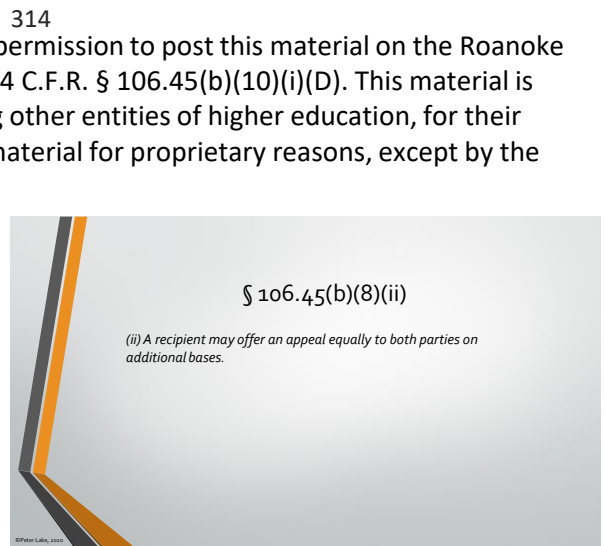 314
permission to post this material on the Roanoke
4 C.F.R. § 106.45(b)(10)(i)(D). This material is
other entities of higher education, for their
material for proprietary reasons, except by the
§ 106.45(b)(8)(ii)
(ii) A recipient may offer an appeal equally to both parties on
additional bases.
©Peter Lake, 2020